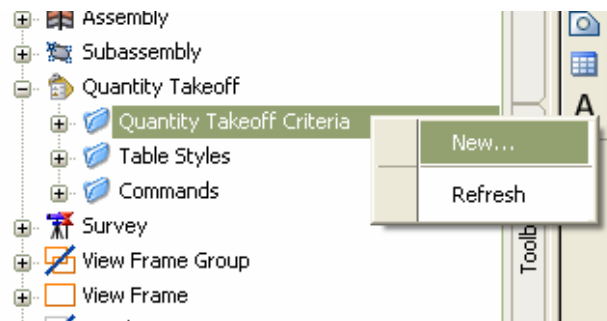 Assembly
Subassembly
Quantity Takeoff
Quantity Takeoff Criteria
New...
Table Styles
Commands
Refresh
Survey
View Frame Group
View Frame
Toolb
A